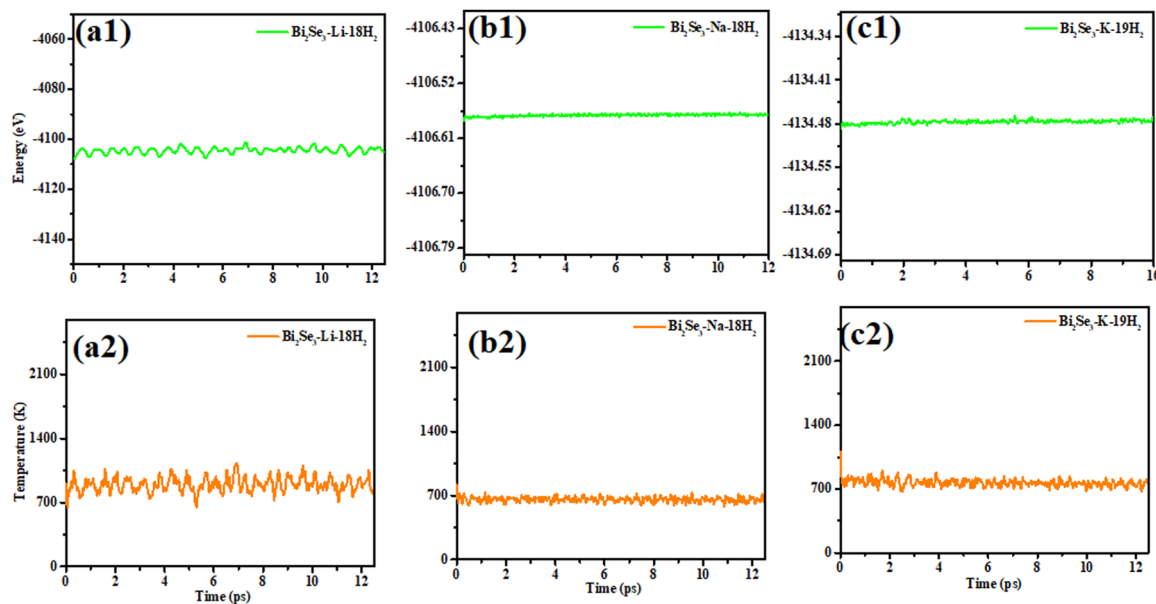 (a1)
Bi₂Se₃-Li-18H₂
Energy (eV)
-4060
-4080
-4100
-4120
-4140
0 2 4 6 8 10 12
(b1)
Bi₂Se₃-Na-18H₂
-4106.43
-4106.52
-4106.61
-4106.70
-4106.79
0 2 4 6 8 10 12
(c1)
Bi₂Se₃-K-19H₂
-4134.34
-4134.41
-4134.48
-4134.55
-4134.62
-4134.69
0 2 4 6 8 10
(a2)
Bi₂Se₃-Li-18H₂
Temperature (K)
2100
1400
700
0
0 2 4 6 8 10 12
Time (ps)
(b2)
Bi₂Se₃-Na-18H₂
2100
1400
700
0
0 2 4 6 8 10 12
Time (ps)
(c2)
Bi₂Se₃-K-19H₂
2100
1400
700
0
0 2 4 6 8 10 12
Time (ps)